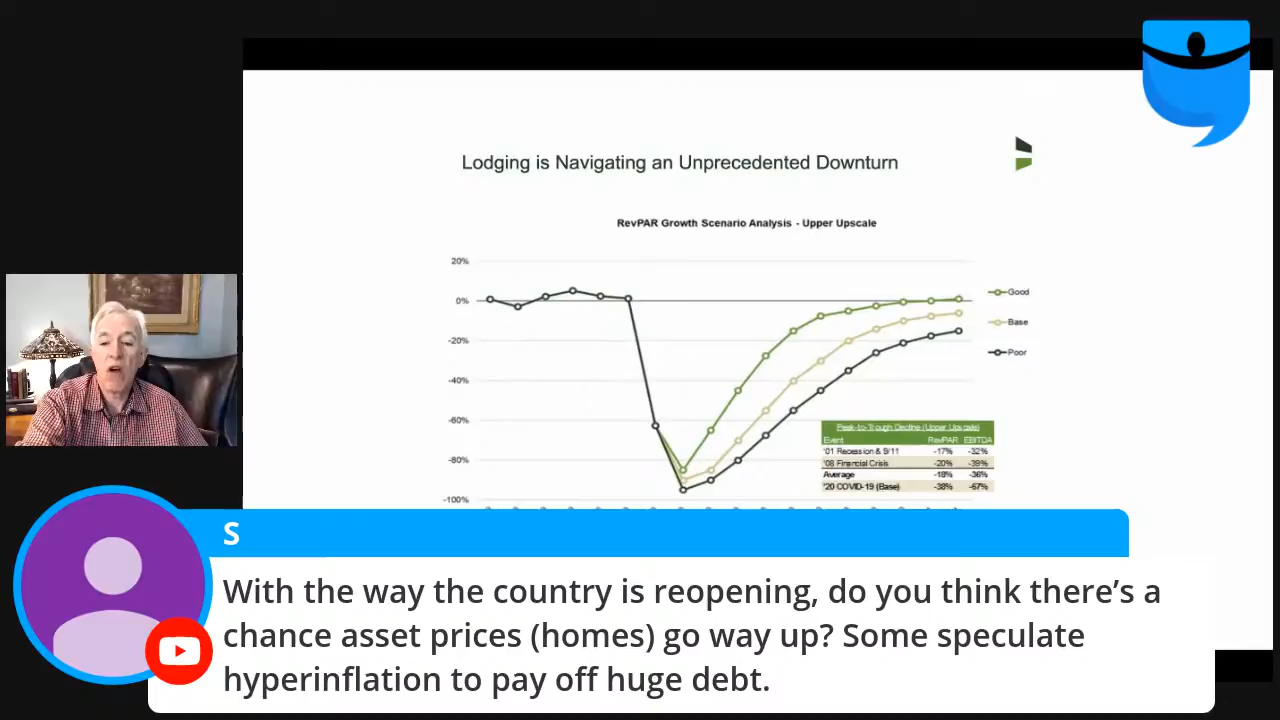 Lodging is Navigating an Unprecedented Downturn
RevPAR Growth Scenario Analysis - Upper Upscale
20%
0%
-20%
-40%
-60%
-80%
-100%
Good
Base
Poor
Peak-to-Trough Decline (Upper Upscale)
Event RevPAR EBITDA
'01 Recession & 9/11 -17% -32%
'08 Financial Crisis -20% -39%
Average -18% -36%
'20 COVID-19 (Base) -38% -67%
S
With the way the country is reopening, do you think there’s a
chance asset prices (homes) go way up? Some speculate
hyperinflation to pay off huge debt.